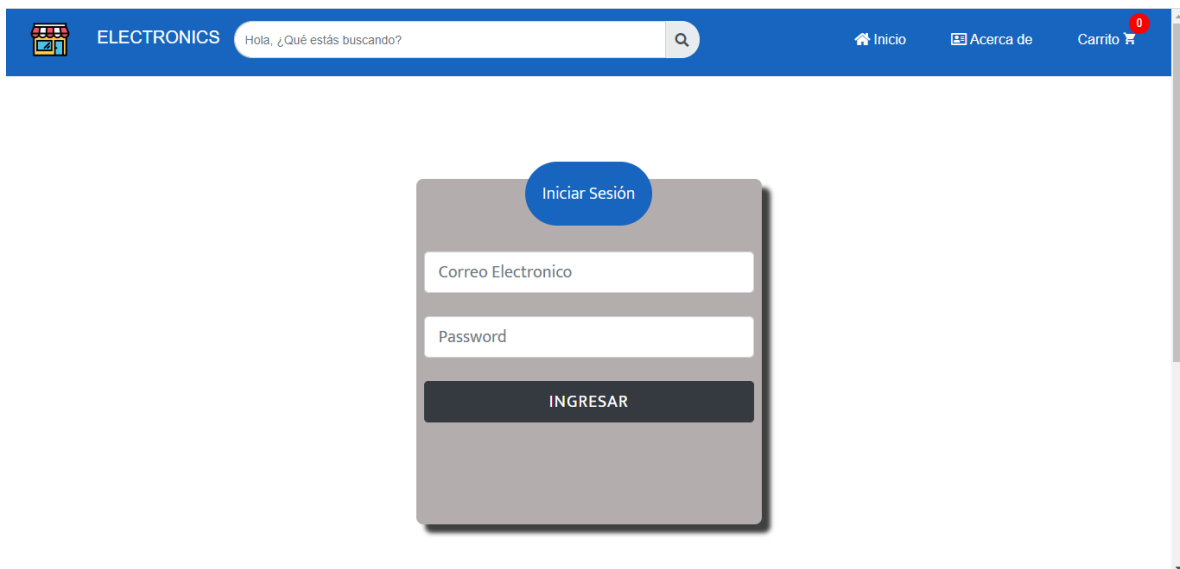 ELECTRONICS Hola, ¿Qué estás buscando? Inicio Acerca de Carrito 0
Iniciar Sesión
Correo Electronico
Password
INGRESAR